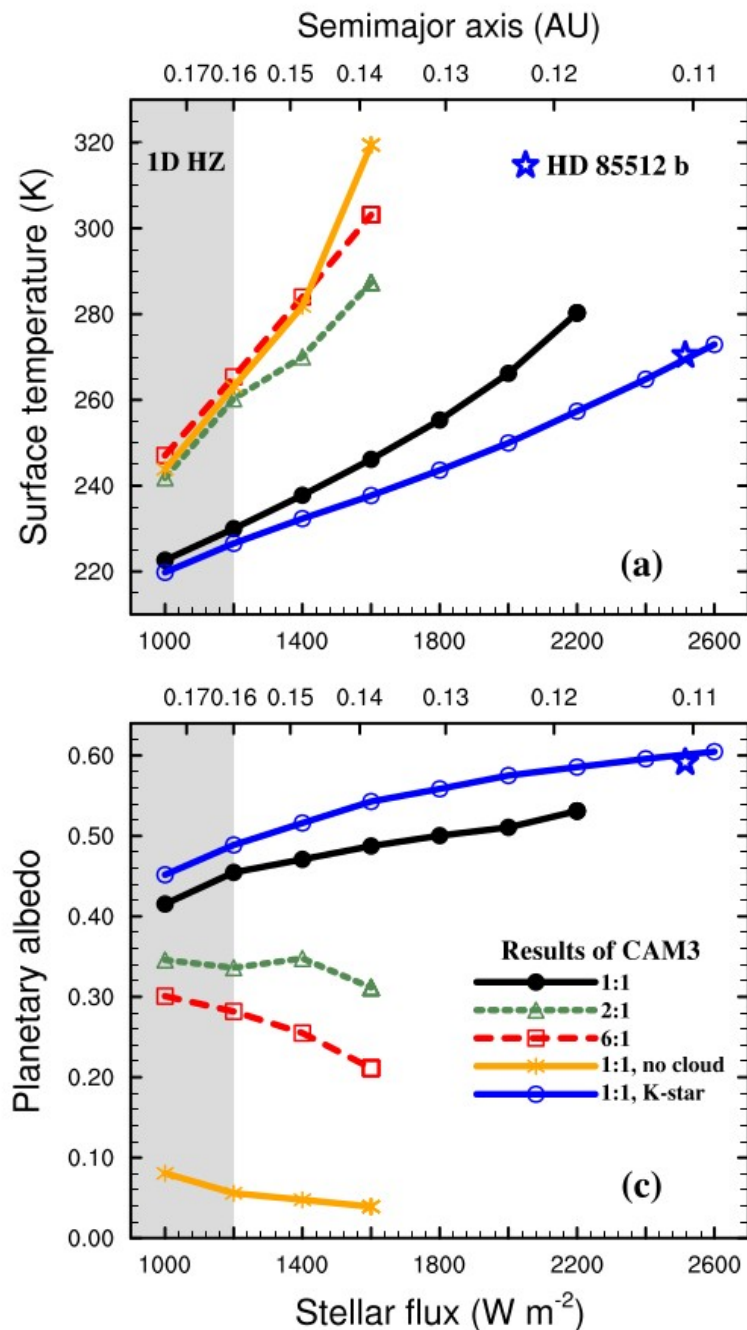 Semimajor axis (AU)
0.17 0.16 0.15 0.14 0.13 0.12 0.11
320
300
280
260
240
220
Surface temperature (K)
1D HZ
HD 85512 b
(a)
1000 1400 1800 2200 2600
0.17 0.16 0.15 0.14 0.13 0.12 0.11
0.60
0.50
0.40
0.30
0.20
0.10
0.00
Planetary albedo
Results of CAM3
1:1
2:1
6:1
1:1, no cloud
1:1, K-star
(c)
1000 1400 1800 2200 2600
Stellar flux (W m⁻²)